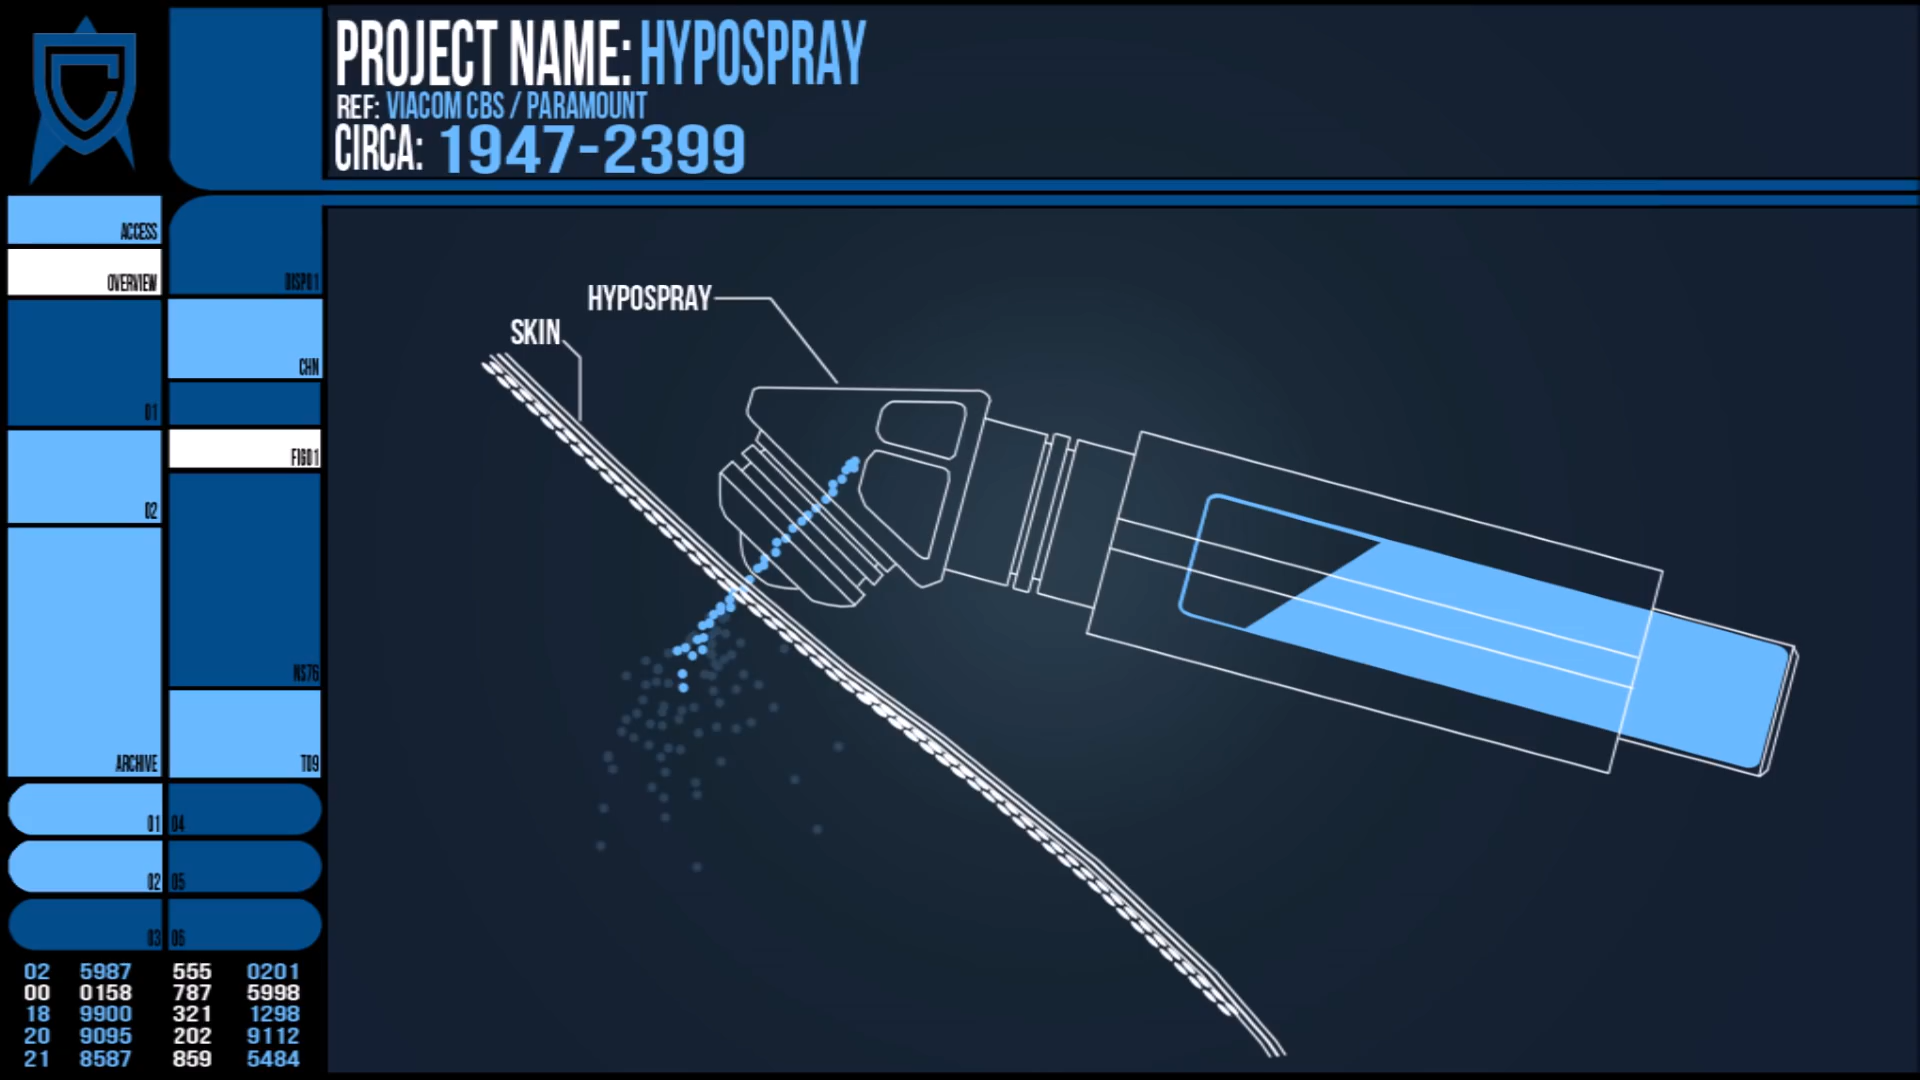 PROJECT NAME: HYPOSPRAY
REF: VIACOM CBS / PARAMOUNT
CIRCA: 1947-2399
ACCESS
OVERVIEW
DISP01
CHN
01
FIG01
02
NS76
ARCHIVE
T09
01 04
02 05
03 06
02 5987 555 0201
00 0158 787 5998
18 9900 321 1298
20 9095 202 9112
21 8587 859 5484
HYPOSPRAY
SKIN